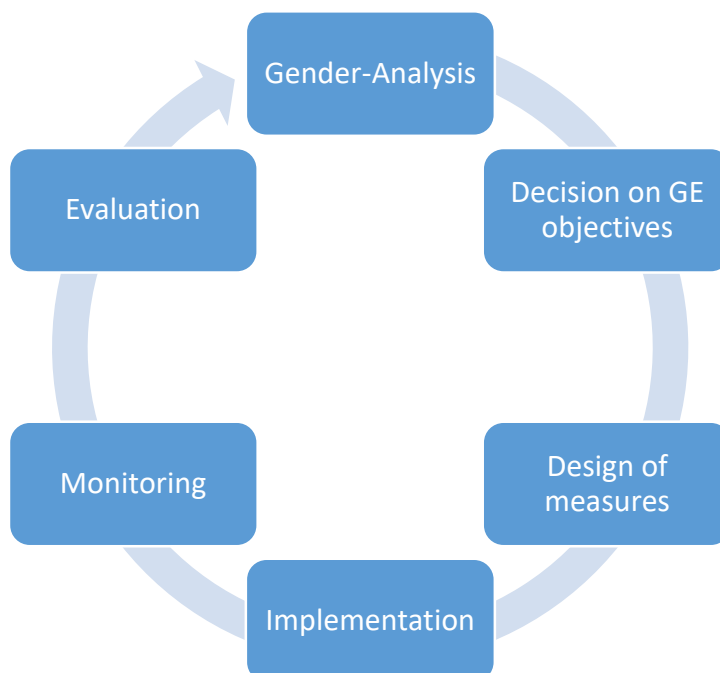 Gender-Analysis
Decision on GE
objectives
Design of
measures
Implementation
Monitoring
Evaluation